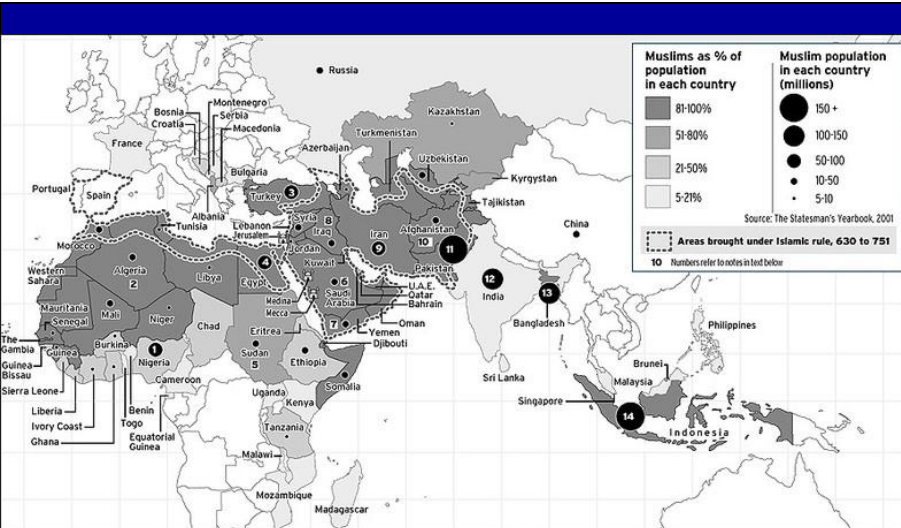 Russia
Kazakhstan
Montenegro
Bosnia
Serbia
Croatia
Macedonia
Turkmenistan
France
Azerbaijan
Uzbekistan
Bulgaria
Kyrgystan
Portugal
Spain
Turkey
3
Tajikistan
Albania
Syria
8
Lebanon
Tunisia
Iraq
Iran
Afghanistan
China
Jerusalem
Morocco
Jordan
9
10
11
Algeria
4
Kuwait
Pakistan
12
2
Libya
Egypt
6
U.A.E.
India
13
Western
Sahara
Saudi
Arabia
Qatar
Medina
Bahrain
Mauritania
Mali
Niger
Mecca
Senegal
Chad
7
Oman
Bangladesh
Philippines
The
Gambia
Burkina
Eritrea
Yemen
Guinea
1
Sudan
Djibouti
Guinea
Bissau
Nigeria
5
Ethiopia
Brunei
Sierra Leone
Cameroon
Somalia
Sri Lanka
Malaysia
Uganda
Singapore
Liberia
Benin
Kenya
14
Ivory Coast
Togo
Tanzania
Indonesia
Ghana
Equatorial
Guinea
Malawi
Mozambique
Madagascar
Muslims as % of
population
in each country
81-100%
51-80%
21-50%
5-21%
Muslim population
in each country
(millions)
150 +
100-150
50-100
10-50
5-10
Source: The Statesman's Yearbook, 2001
Areas brought under Islamic rule, 630 to 751
10 Numbers refer to notes in text below